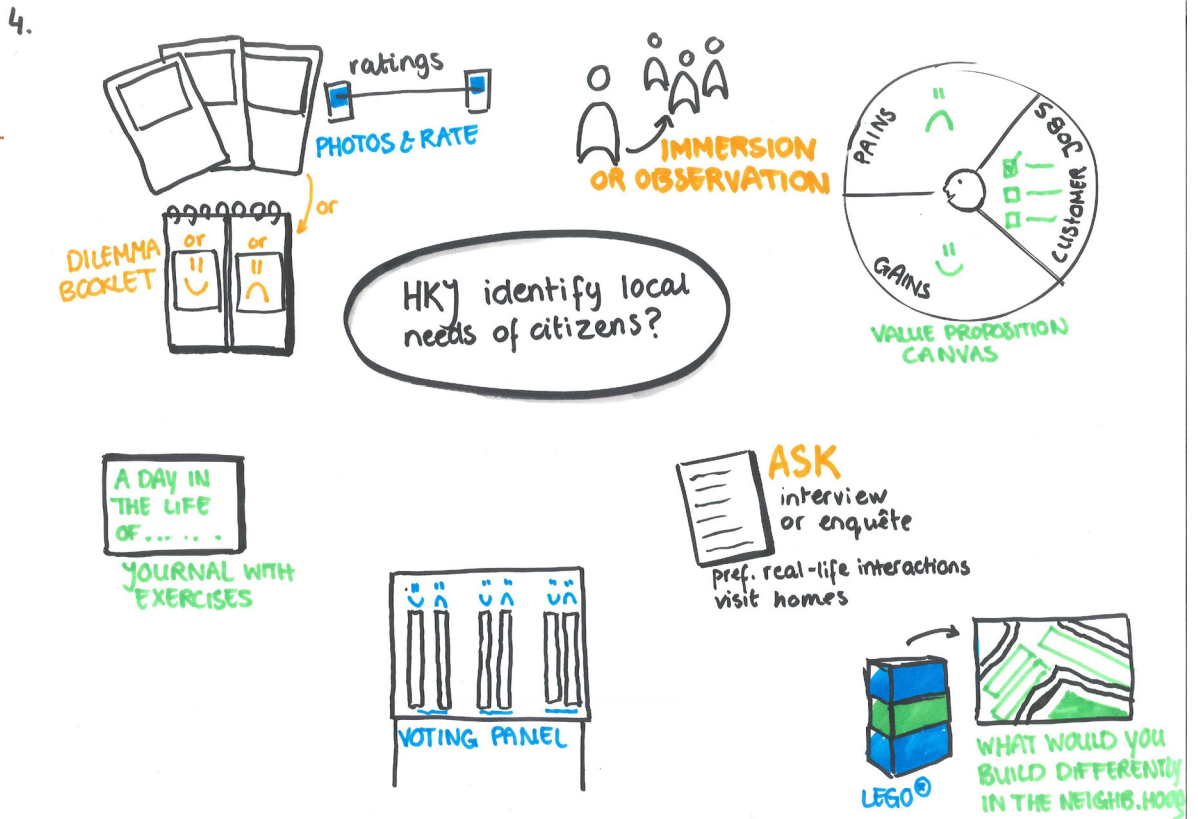 4.
ratings
PHOTOS & RATE
or
DILEMMA
BOOKLET
or or
IMMERSION
OR OBSERVATION
PAINS
CUSTOMER JOBS
GAINS
VALUE PROPOSITION
CANVAS
HKY identify local
needs of citizens?
A DAY IN
THE LIFE
OF......
JOURNAL WITH
EXERCISES
VOTING PANEL
ASK
interview
or enquête
pref. real-life interactions
visit homes
LEGO®
WHAT WOULD YOU
BUILD DIFFERENTLY
IN THE NEIGHB.HOOD